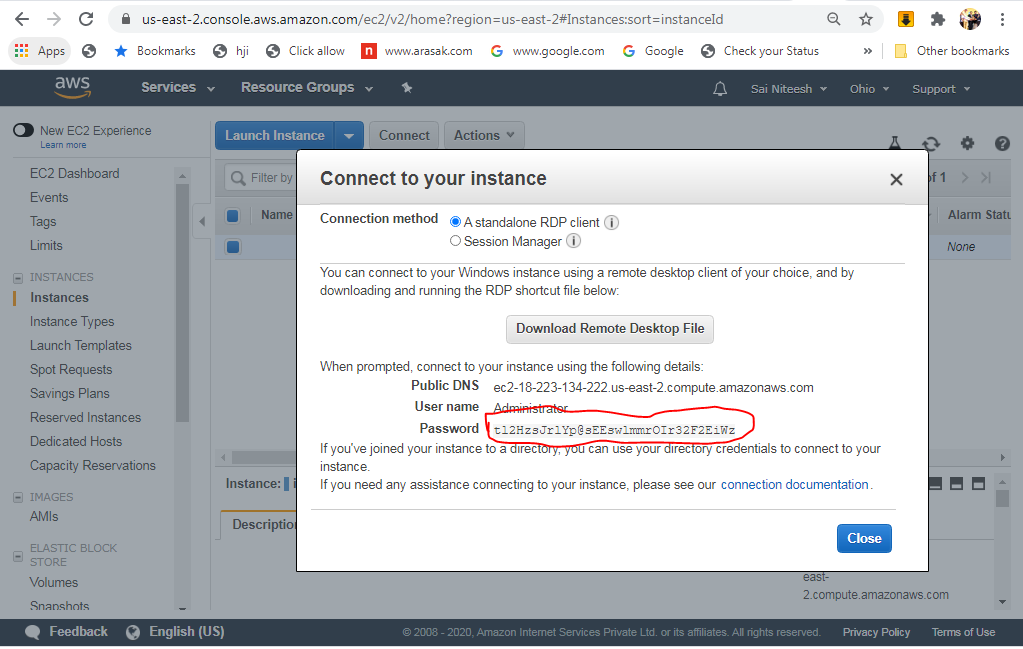 us-east-2.console.aws.amazon.com/ec2/v2/home?region=us-east-2#Instances:sort=instanceId
Apps Bookmarks hji Click allow n www.arasak.com G www.google.com G Google Check your Status » Other bookmarks
aws Services Resource Groups Sai Niteesh Ohio Support
New EC2 Experience
Learn more
Launch Instance Connect Actions
EC2 Dashboard
Events
Tags
Limits
INSTANCES
Instances
Instance Types
Launch Templates
Spot Requests
Savings Plans
Reserved Instances
Dedicated Hosts
Capacity Reservations
IMAGES
AMIs
ELASTIC BLOCK
STORE
Volumes
Snapshots
Filter by
of 1
Name
Alarm Statu
None
Connect to your instance
Connection method A standalone RDP client
Session Manager
You can connect to your Windows instance using a remote desktop client of your choice, and by
downloading and running the RDP shortcut file below:
Download Remote Desktop File
When prompted, connect to your instance using the following details:
Public DNS ec2-18-223-134-222.us-east-2.compute.amazonaws.com
User name Administrator
Password tl2HzsJrlYp@sEEswlmmrOIr32F2EiWz
If you've joined your instance to a directory, you can use your directory credentials to connect to your
instance.
If you need any assistance connecting to your instance, please see our connection documentation.
Close
Instance: i
Description
east-
2.compute.amazonaws.com
Feedback English (US) © 2008 - 2020, Amazon Internet Services Private Ltd. or its affiliates. All rights reserved. Privacy Policy Terms of Use